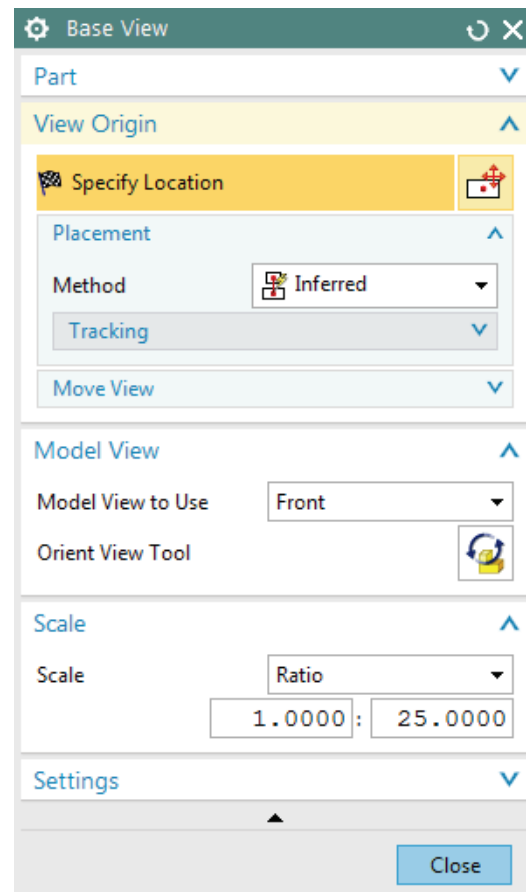 Base View
Part
View Origin
Specify Location
Placement
Method Inferred
Tracking
Move View
Model View
Model View to Use Front
Orient View Tool
Scale
Scale Ratio
1.0000 : 25.0000
Settings
Close